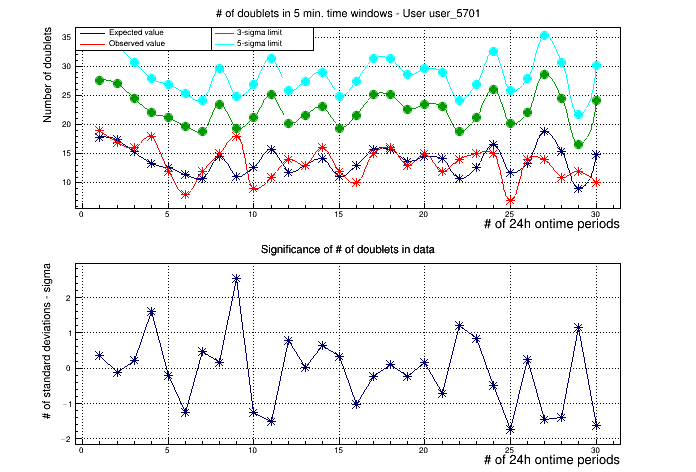 # of doublets in 5 min. time windows - User user_5701
Number of doublets
Expected value
3-sigma limit
Observed value
5-sigma limit
35
30
25
20
15
10
0 5 10 15 20 25 30
# of 24h ontime periods
Significance of # of doublets in data
# of standard deviations - sigma
2
1
0
−1
−2
0 5 10 15 20 25 30
# of 24h ontime periods